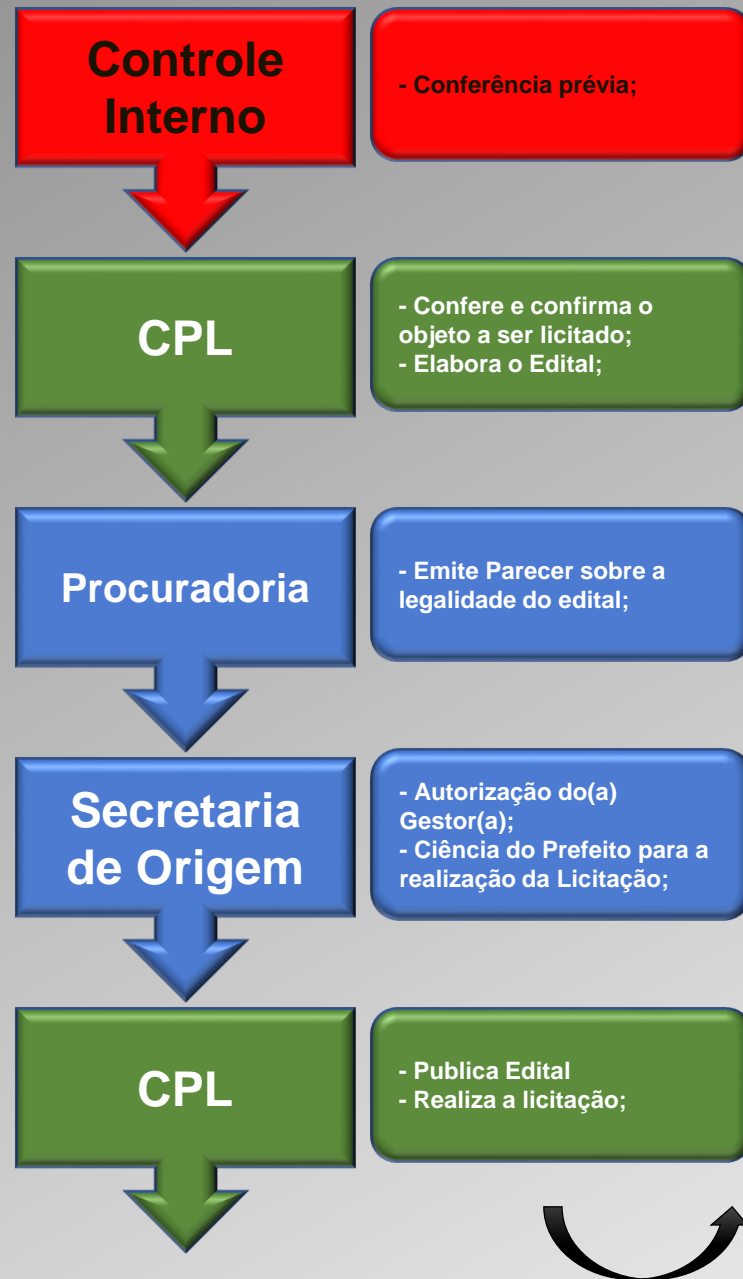 Controle
Interno
- Conferência prévia;
CPL
- Confere e confirma o
objeto a ser licitado;
- Elabora o Edital;
Procuradoria
- Emite Parecer sobre a
legalidade do edital;
Secretaria
de Origem
- Autorização do(a)
Gestor(a);
- Ciência do Prefeito para a
realização da Licitação;
CPL
- Publica Edital
- Realiza a licitação;